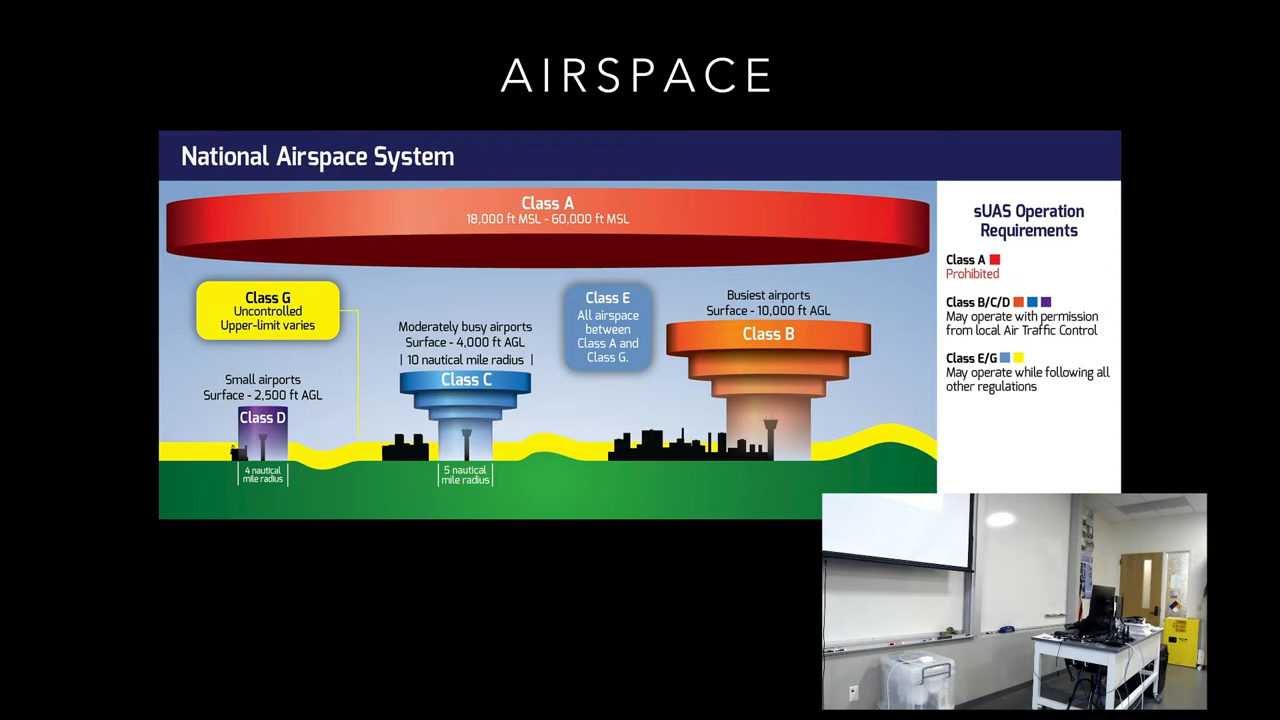 AIRSPACE
National Airspace System
Class A
18,000 ft MSL - 60,000 ft MSL
Class G
Uncontrolled
Upper-limit varies
Small airports
Surface - 2,500 ft AGL
Class D
4 nautical
mile radius
Moderately busy airports
Surface - 4,000 ft AGL
10 nautical mile radius
Class C
5 nautical
mile radius
Class E
All airspace
between
Class A and
Class G.
Busiest airports
Surface - 10,000 ft AGL
Class B
sUAS Operation
Requirements
Class A
Prohibited
Class B/C/D
May operate with permission
from local Air Traffic Control
Class E/G
May operate while following all
other regulations